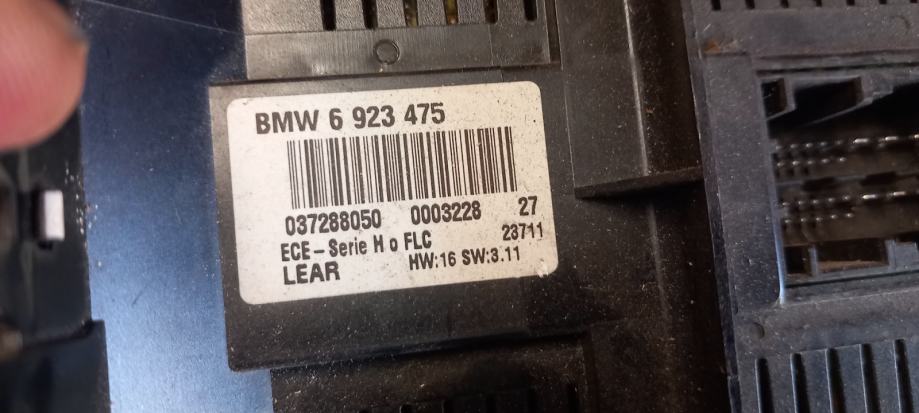 BMW 6 923 475
037288050 0003228 27
ECE-Serie H o FLC 23711
LEAR HW:16 SW:3.11